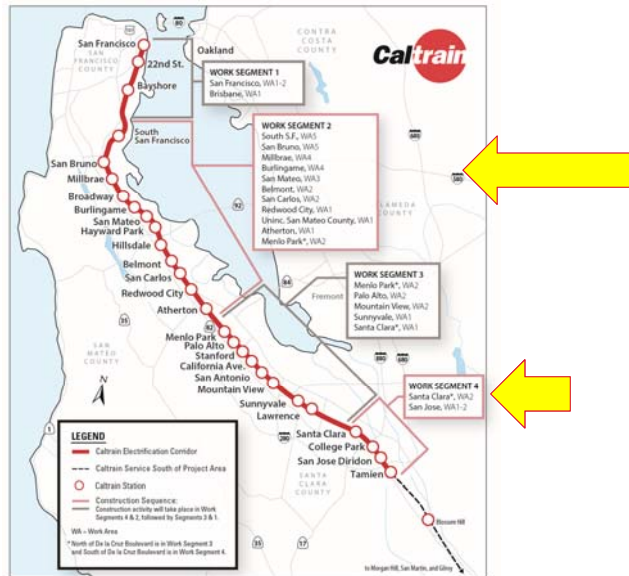 San Francisco
SAN
FRANCISCO
COUNTY
Oakland
CONTRA
COSTA
COUNTY
Caltrain
22nd St.
Bayshore
WORK SEGMENT 1
San Francisco, WA1-2
Brisbane, WA1
South
San Francisco
WORK SEGMENT 2
South S.F., WA5
San Bruno, WA5
Millbrae, WA4
Burlingame, WA4
San Mateo, WA3
Belmont, WA2
San Carlos, WA2
Redwood City, WA1
Uninc. San Mateo County, WA1
Atherton, WA1
Menlo Park*, WA2
San Bruno
Millbrae
Broadway
Burlingame
San Mateo
Hayward Park
Hillsdale
Belmont
San Carlos
Redwood City
Atherton
Menlo Park
Palo Alto
Stanford
California Ave.
San Antonio
Mountain View
Sunnyvale
Lawrence
Santa Clara
College Park
San Jose Diridon
Tamien
ALAMEDA
COUNTY
92
84
Fremont
WORK SEGMENT 3
Menlo Park*, WA2
Palo Alto, WA2
Mountain View, WA2
Sunnyvale, WA1
Santa Clara*, WA1
82
35
SAN
MATEO
COUNTY
N
1
WORK SEGMENT 4
Santa Clara*, WA2
San Jose, WA1-2
280
SANTA
CLARA
COUNTY
35
17
Blossom Hill
to Morgan Hill, San Martin, and Gilroy
LEGEND
Caltrain Electrification Corridor
Caltrain Service South of Project Area
Caltrain Station
Construction Sequence:
Construction activity will take place in Work
Segments 4 & 2, followed by Segments 3 & 1.
WA – Work Area
* North of De la Cruz Boulevard is in Work Segment 3
and South of De la Cruz Boulevard is in Work Segment 4.